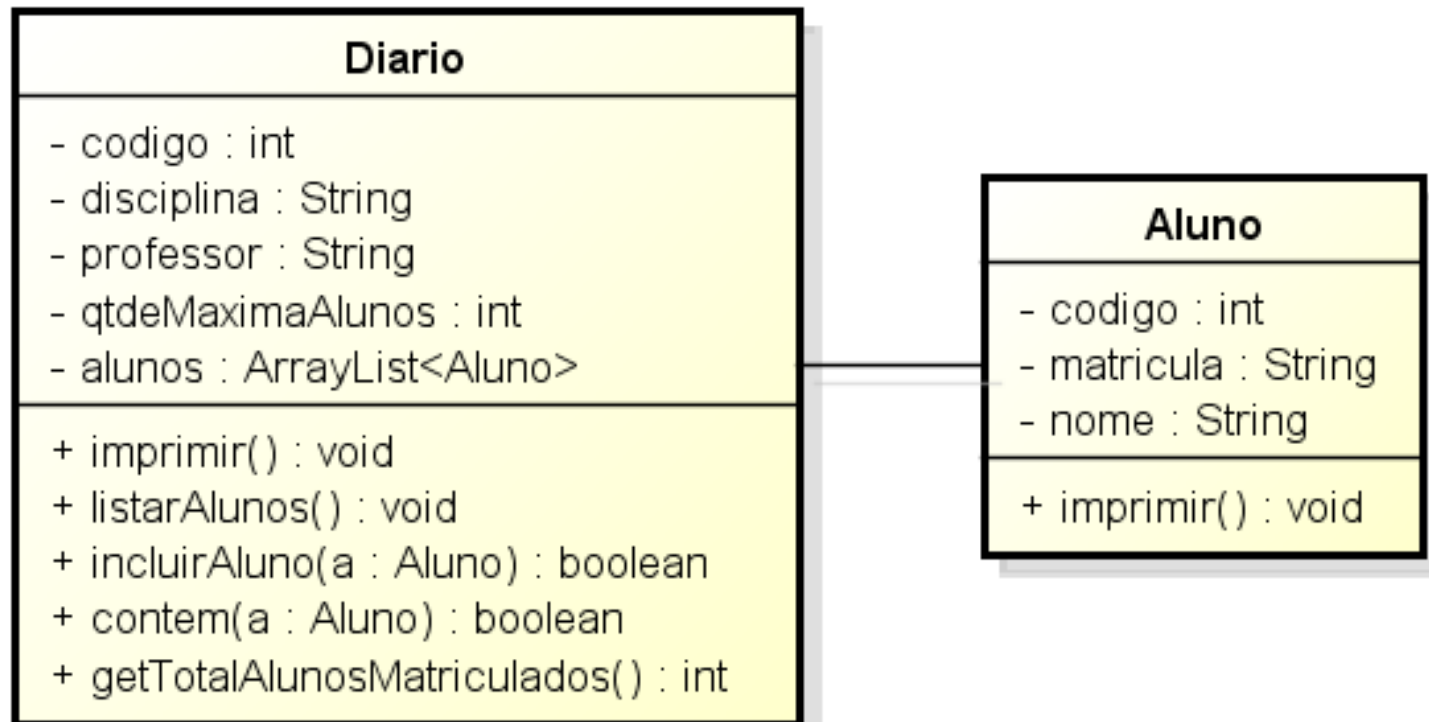 Diario
- codigo : int
- disciplina : String
- professor : String
- qtdeMaximaAlunos : int
- alunos : ArrayList<Aluno>
+ imprimir() : void
+ listarAlunos() : void
+ incluirAluno(a : Aluno) : boolean
+ contem(a : Aluno) : boolean
+ getTotalAlunosMatriculados() : int
Aluno
- codigo : int
- matricula : String
- nome : String
+ imprimir() : void